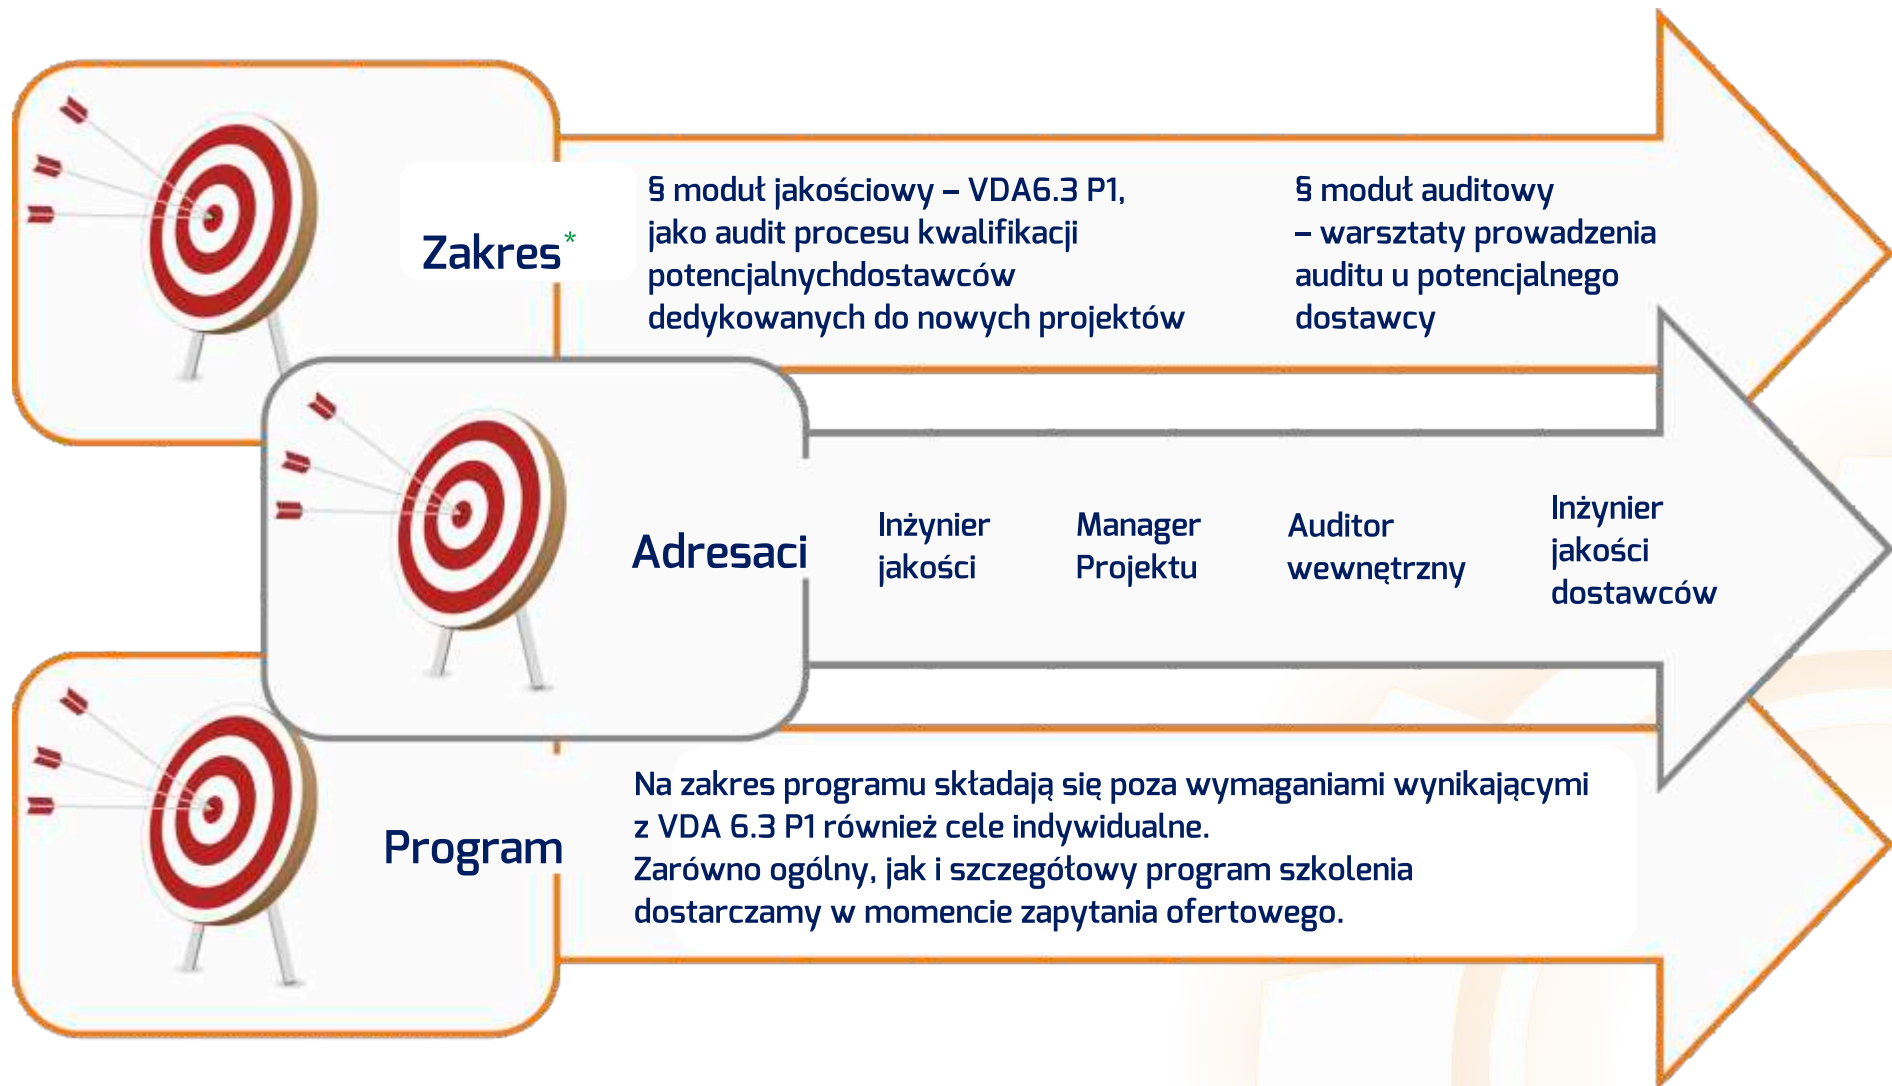 Zakres*
§ moduł jakościowy – VDA6.3 P1,
jako audit procesu kwalifikacji
potencjalnychdostawców
dedykowanych do nowych projektów
§ moduł auditowy
– warsztaty prowadzenia
auditu u potencjalnego
dostawcy
Adresaci
Inżynier
jakości
Manager
Projektu
Auditor
wewnętrzny
Inżynier
jakości
dostawców
Program
Na zakres programu składają się poza wymaganiami wynikającymi
z VDA 6.3 P1 również cele indywidualne.
Zarówno ogólny, jak i szczegółowy program szkolenia
dostarczamy w momencie zapytania ofertowego.